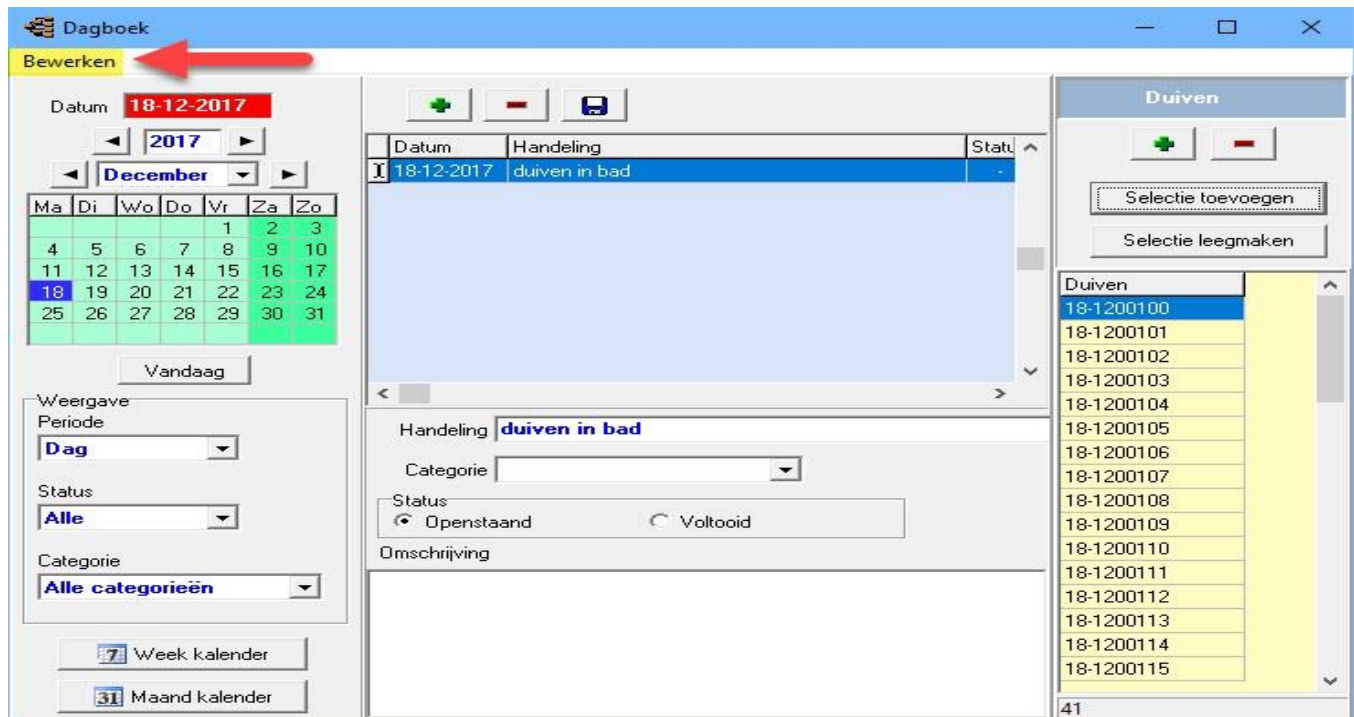 Dagboek
Bewerken
Datum 18-12-2017
2017
December
Ma Di Wo Do Vr Za Zo
1 2 3
4 5 6 7 8 9 10
11 12 13 14 15 16 17
18 19 20 21 22 23 24
25 26 27 28 29 30 31
Vandaag
Weergave
Periode
Dag
Status
Alle
Categorie
Alle categorieën
7 Week kalender
31 Maand kalender
Datum Handeling Statu
18-12-2017 duiven in bad -
Handeling duiven in bad
Categorie
Status
Openstaand Voltooid
Omschrijving
Duiven
Selectie toevoegen
Selectie leegmaken
Duiven
18-1200100
18-1200101
18-1200102
18-1200103
18-1200104
18-1200105
18-1200106
18-1200107
18-1200108
18-1200109
18-1200110
18-1200111
18-1200112
18-1200113
18-1200114
18-1200115
41